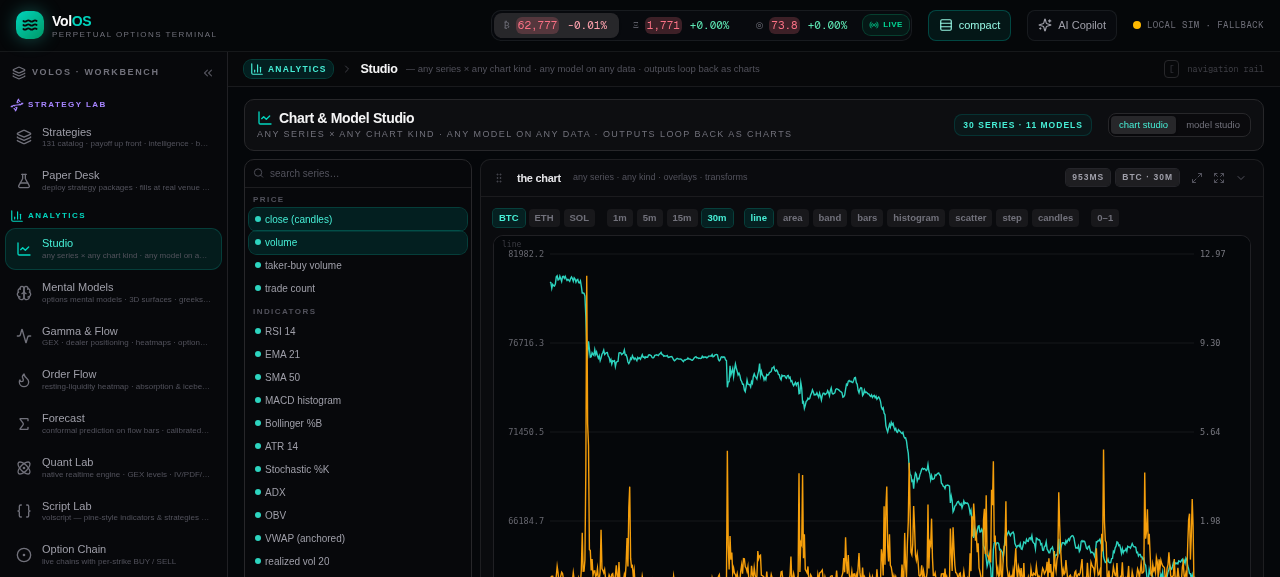 VolOS
PERPETUAL OPTIONS TERMINAL
₿ 62,777 -0.01% Ξ 1,771 +0.00% ◎ 73.8 +0.00% LIVE
compact
AI Copilot
LOCAL SIM · FALLBACK
VOLOS · WORKBENCH
ANALYTICS
Studio
— any series × any chart kind · any model on any data · outputs loop back as charts
[ navigation rail
STRATEGY LAB
Strategies
131 catalog · payoff up front · intelligence · b…
Paper Desk
deploy strategy packages · fills at real venue …
ANALYTICS
Studio
any series × any chart kind · any model on a…
Mental Models
options mental models · 3D surfaces · greeks…
Gamma & Flow
GEX · dealer positioning · heatmaps · option…
Order Flow
resting-liquidity heatmap · absorption & icebe…
Forecast
conformal prediction on flow bars · calibrated…
Quant Lab
native realtime engine · GEX levels · IV/PDF/…
Script Lab
volscript — pine-style indicators & strategies …
Option Chain
live chains with per-strike BUY / SELL
Chart & Model Studio
ANY SERIES × ANY CHART KIND · ANY MODEL ON ANY DATA · OUTPUTS LOOP BACK AS CHARTS
30 SERIES · 11 MODELS
chart studio
model studio
search series…
PRICE
close (candles)
volume
taker-buy volume
trade count
INDICATORS
RSI 14
EMA 21
SMA 50
MACD histogram
Bollinger %B
ATR 14
Stochastic %K
ADX
OBV
VWAP (anchored)
realized vol 20
the chart
any series · any kind · overlays · transforms
953MS
BTC · 30M
BTC ETH SOL 1m 5m 15m 30m line area band bars histogram scatter step candles 0–1
line
81982.2 12.97
76716.3 9.30
71450.5 5.64
66184.7 1.98